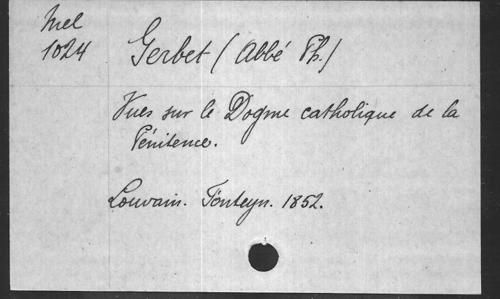 Mel
1024
Gerbet (Abbé Ph.)
Vues sur le Dogme catholique de la
Pénitence.
Louvain. Fonteyn. 1852.